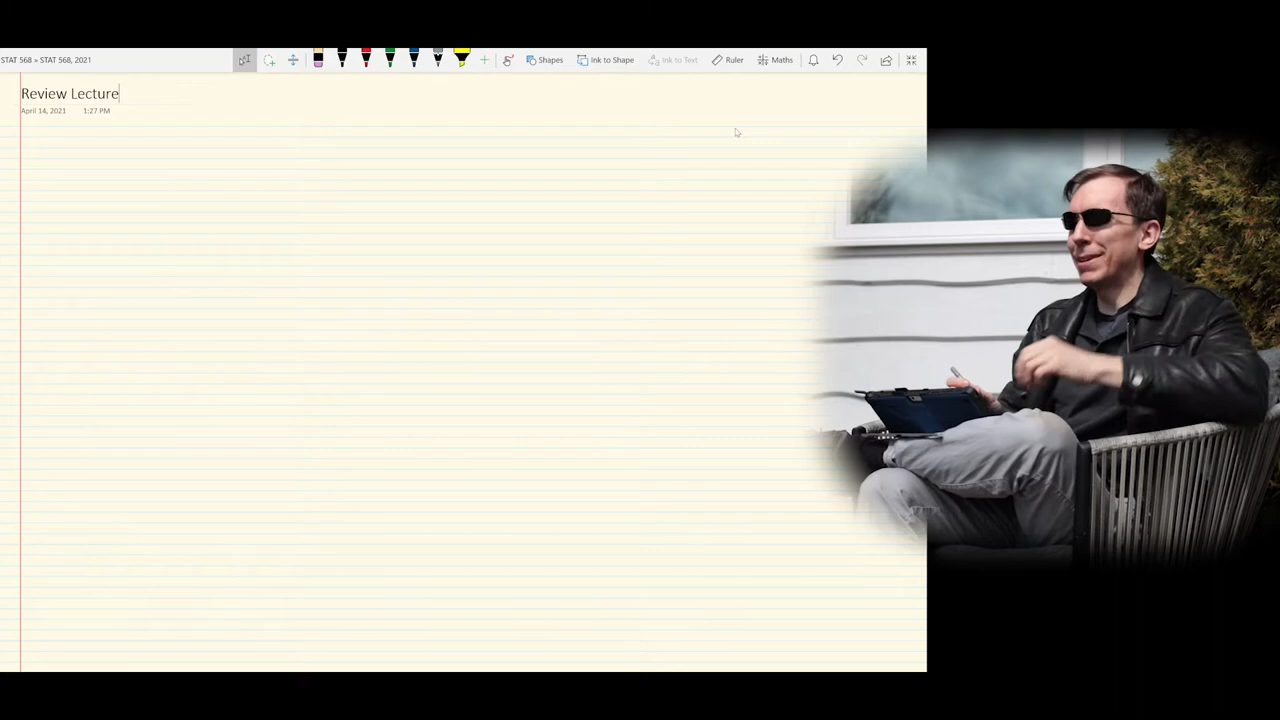 STAT 568 » STAT 568, 2021
Shapes Ink to Shape Ink to Text Ruler Maths
Review Lecture
April 14, 2021 1:27 PM